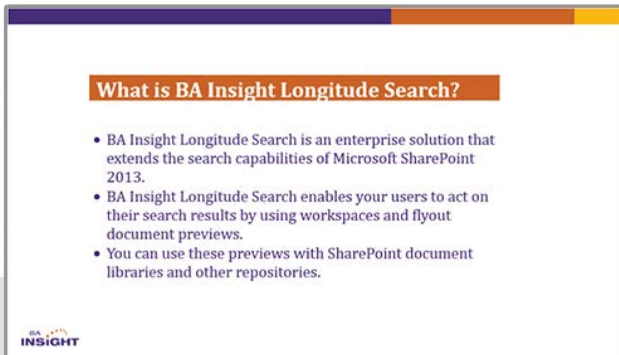 What is BA Insight Longitude Search?
• BA Insight Longitude Search is an enterprise solution that
extends the search capabilities of Microsoft SharePoint
2013.
• BA Insight Longitude Search enables your users to act on
their search results by using workspaces and flyout
document previews.
• You can use these previews with SharePoint document
libraries and other repositories.
BA
INSIGHT